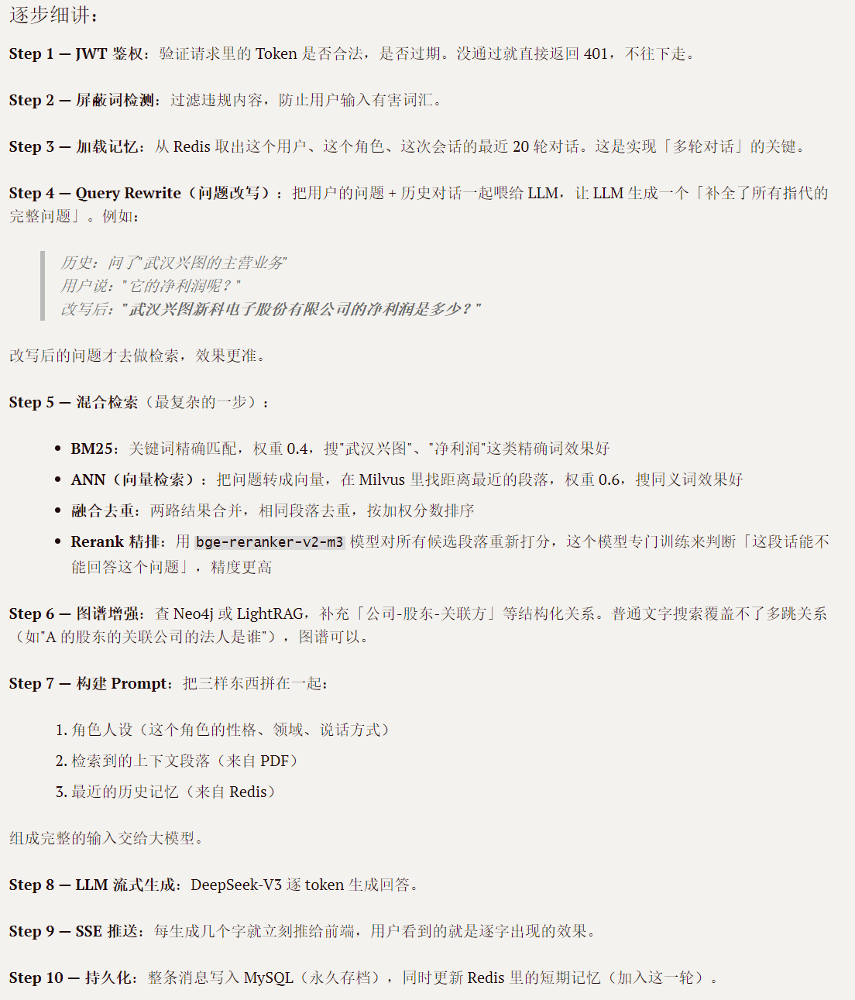 逐步细讲：
Step 1 — JWT 鉴权：验证请求里的 Token 是否合法，是否过期。没通过就直接返回 401，不往下走。
Step 2 — 屏蔽词检测：过滤违规内容，防止用户输入有害词汇。
Step 3 — 加载记忆：从 Redis 取出这个用户、这个角色、这次会话的最近 20 轮对话。这是实现「多轮对话」的关键。
Step 4 — Query Rewrite（问题改写）：把用户的问题 + 历史对话一起喂给 LLM，让 LLM 生成一个「补全了所有指代的
完整问题」。例如：
历史：问了"武汉兴图的主营业务"
用户说："它的净利润呢？"
改写后："武汉兴图新科电子股份有限公司的净利润是多少？"
改写后的问题才去做检索，效果更准。
Step 5 — 混合检索（最复杂的一步）：
• BM25：关键词精确匹配，权重 0.4，搜"武汉兴图"、"净利润"这类精确词效果好
• ANN（向量检索）：把问题转成向量，在 Milvus 里找距离最近的段落，权重 0.6，搜同义词效果好
• 融合去重：两路结果合并，相同段落去重，按加权分数排序
• Rerank 精排：用 bge-reranker-v2-m3 模型对所有候选段落重新打分，这个模型专门训练来判断「这段话能不
能回答这个问题」，精度更高
Step 6 — 图谱增强：查 Neo4j 或 LightRAG，补充「公司-股东-关联方」等结构化关系。普通文字搜索覆盖不了多跳关系
（如"A 的股东的关联公司的法人是谁"），图谱可以。
Step 7 — 构建 Prompt：把三样东西拼在一起：
1. 角色人设（这个角色的性格、领域、说话方式）
2. 检索到的上下文段落（来自 PDF）
3. 最近的历史记忆（来自 Redis）
组成完整的输入交给大模型。
Step 8 — LLM 流式生成：DeepSeek-V3 逐 token 生成回答。
Step 9 — SSE 推送：每生成几个字就立刻推给前端，用户看到的就是逐字出现的效果。
Step 10 — 持久化：整条消息写入 MySQL（永久存档），同时更新 Redis 里的短期记忆（加入这一轮）。